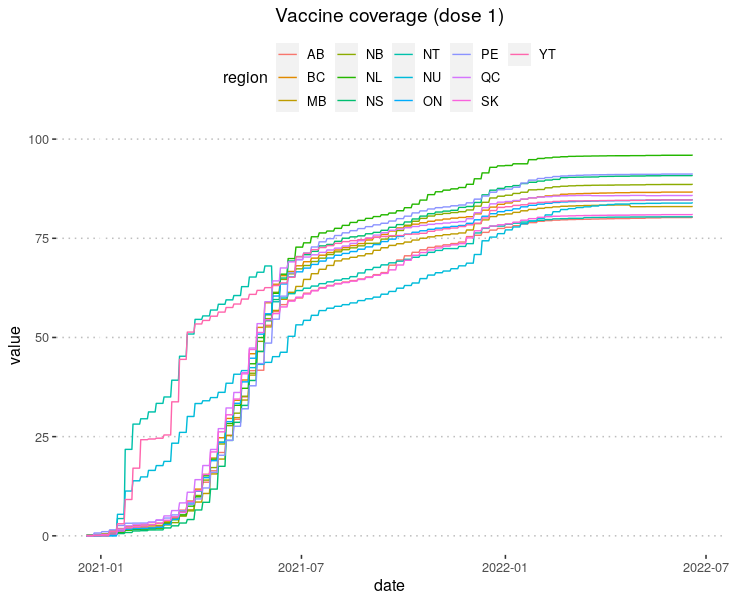 Vaccine coverage (dose 1)
region
AB NB NT PE YT
BC NL NU QC
MB NS ON SK
100
75
50
25
0
value
2021-01 2021-07 2022-01 2022-07
date